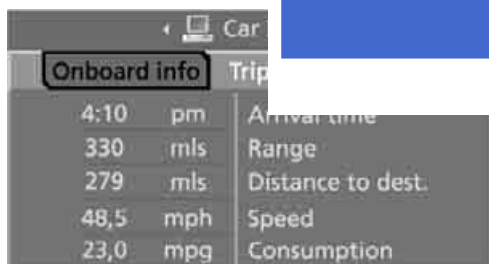 Car
Onboard info Trip
4:10 pm Arrival time
330 mls Range
279 mls Distance to dest.
48,5 mph Speed
23,0 mpg Consumption